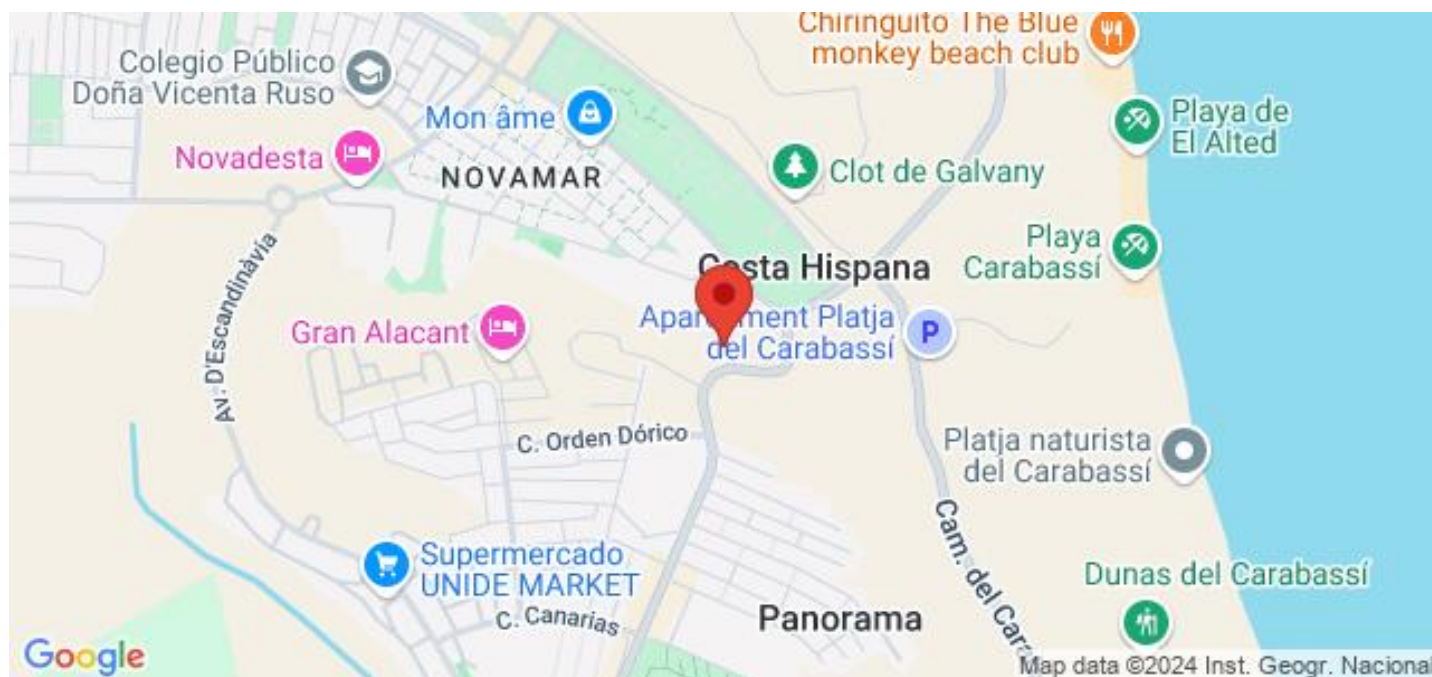 Chiringuito The Blue
monkey beach club
Colegio Público
Doña Vicenta Ruso
Mon âme
Playa de
El Alted
Novadesta
NOVAMAR
Clot de Galvany
Playa
Carabassí
Costa Hispana
Av. D'Escandinàvia
Gran Alacant
Apartment Platja
del Carabassí
P
C. Orden Dórico
Platja naturista
del Carabassí
Supermercado
UNIDE MARKET
Cam. del Cara
Dunas del Carabassí
C. Canarias
Panorama
Google
Map data ©2024 Inst. Geogr. Nacional